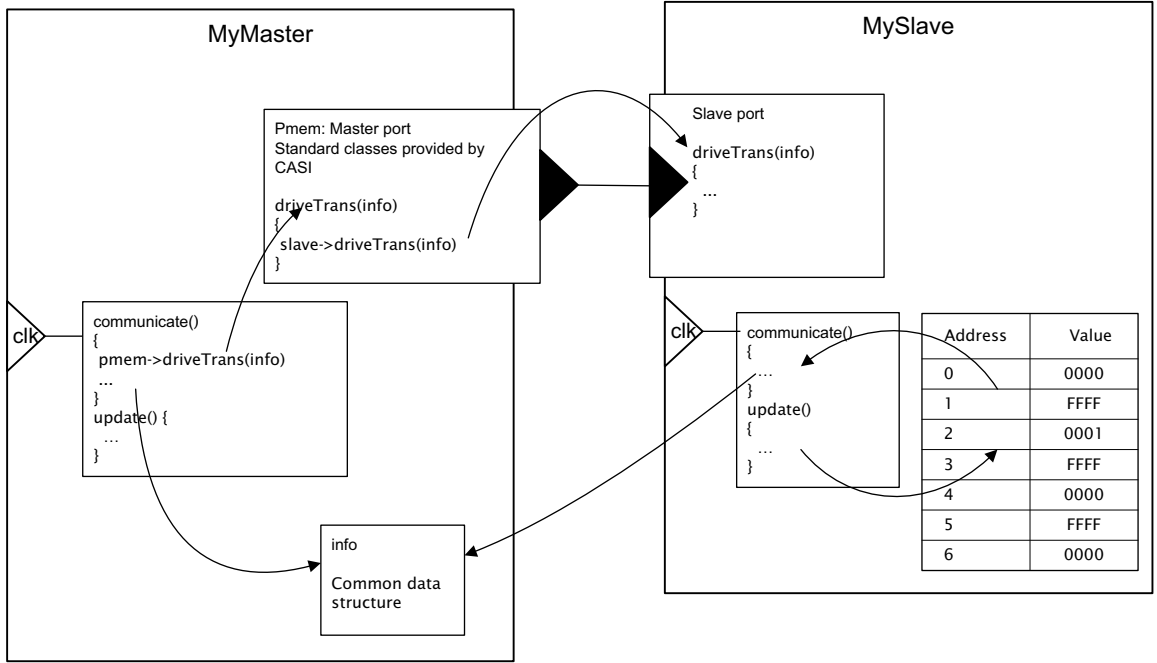 MyMaster
Pmem: Master port
Standard classes provided by
CASI
driveTrans(info)
{
slave->driveTrans(info)
}
clk
communicate()
{
pmem->driveTrans(info)
...
}
update() {
...
}
info
Common data
structure
MySlave
Slave port
driveTrans(info)
{
...
}
clk
communicate()
{
...
}
update()
{
...
}
Address Value
0 0000
1 FFFF
2 0001
3 FFFF
4 0000
5 FFFF
6 0000